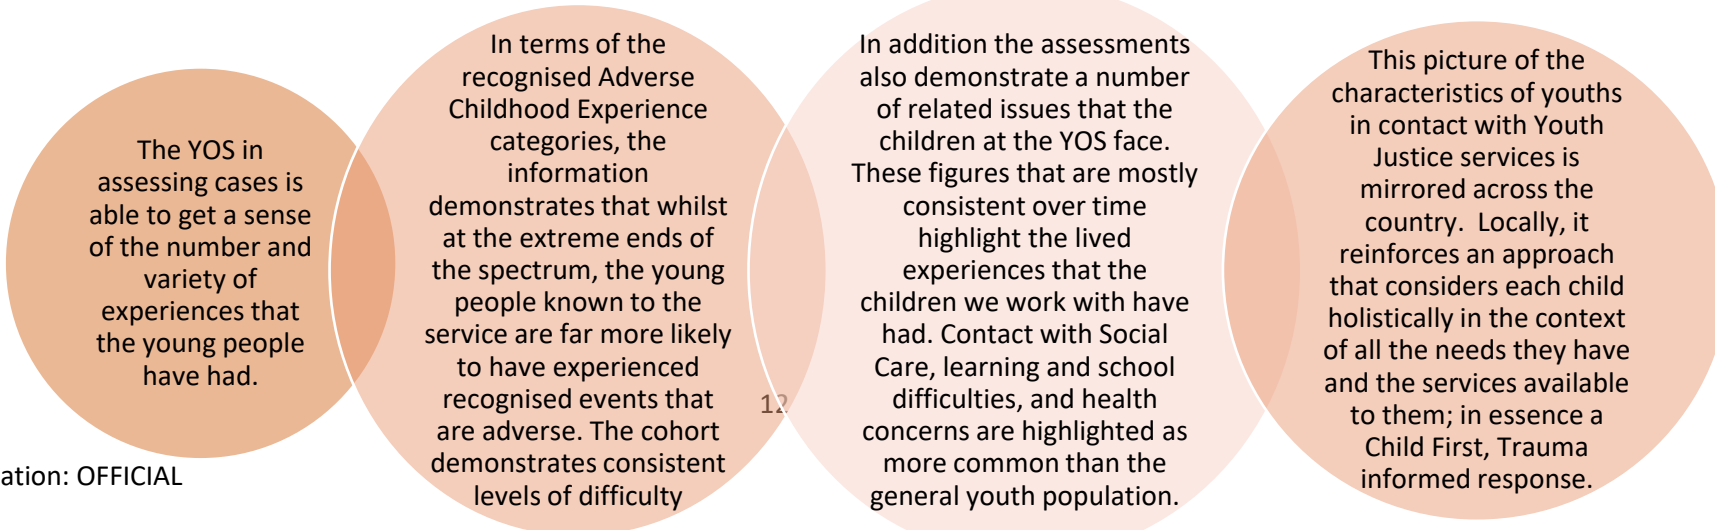 The YOS in
assessing cases is
able to get a sense
of the number and
variety of
experiences that
the young people
have had.
In terms of the
recognised Adverse
Childhood Experience
categories, the
information
demonstrates that whilst
at the extreme ends of
the spectrum, the young
people known to the
service are far more likely
to have experienced
recognised events that
are adverse. The cohort
demonstrates consistent
levels of difficulty
In addition the assessments
also demonstrate a number
of related issues that the
children at the YOS face.
These figures that are mostly
consistent over time
highlight the lived
experiences that the
children we work with have
had. Contact with Social
Care, learning and school
difficulties, and health
concerns are highlighted as
more common than the
general youth population.
This picture of the
characteristics of youths
in contact with Youth
Justice services is
mirrored across the
country. Locally, it
reinforces an approach
that considers each child
holistically in the context
of all the needs they have
and the services available
to them; in essence a
Child First, Trauma
informed response.
12
ation: OFFICIAL